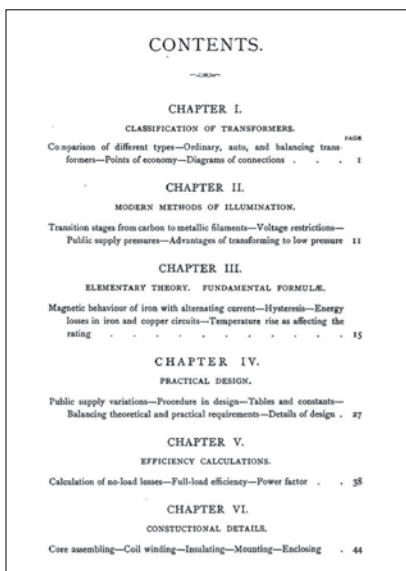 CONTENTS.
CHAPTER I.
CLASSIFICATION OF TRANSFORMERS.
PAGE
Comparison of different types—Ordinary, auto, and balancing trans-
formers—Points of economy—Diagrams of connections . . . 1
CHAPTER II.
MODERN METHODS OF ILLUMINATION.
Transition stages from carbon to metallic filaments—Voltage restrictions—
Public supply pressures—Advantages of transforming to low pressure 11
CHAPTER III.
ELEMENTARY THEORY. FUNDAMENTAL FORMULÆ.
Magnetic behaviour of iron with alternating current—Hysteresis—Energy
losses in iron and copper circuits—Temperature rise as affecting the
rating . . . . . . . . . . 15
CHAPTER IV.
PRACTICAL DESIGN.
Public supply variations—Procedure in design—Tables and constants—
Balancing theoretical and practical requirements—Details of design . 27
CHAPTER V.
EFFICIENCY CALCULATIONS.
Calculation of no-load losses—Full-load efficiency—Power factor . . 38
CHAPTER VI.
CONSTUCTIONAL DETAILS.
Core assembling—Coil winding—Insulating—Mounting—Enclosing . 44